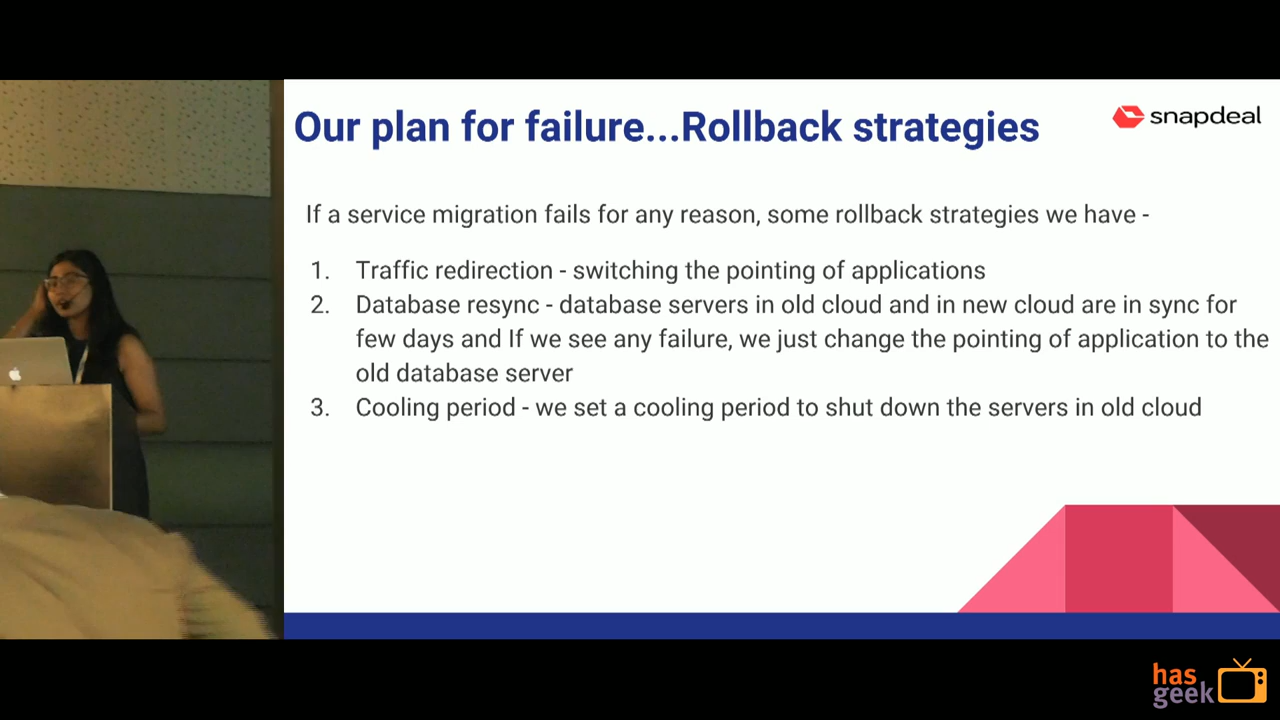 Our plan for failure...Rollback strategies
snapdeal
If a service migration fails for any reason, some rollback strategies we have -
1. Traffic redirection - switching the pointing of applications
2. Database resync - database servers in old cloud and in new cloud are in sync for
few days and If we see any failure, we just change the pointing of application to the
old database server
3. Cooling period - we set a cooling period to shut down the servers in old cloud
has
geek